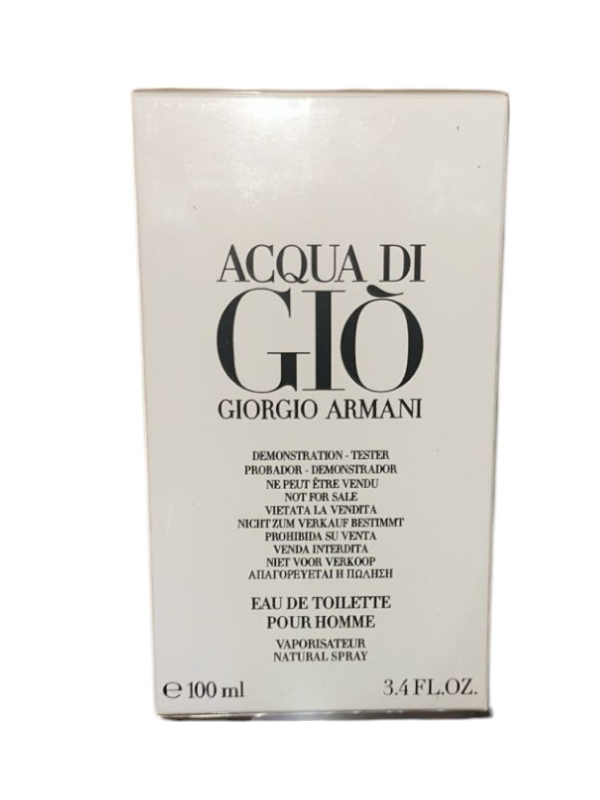 ACQUA DI
GIÒ
GIORGIO ARMANI
DEMONSTRATION - TESTER
PROBADOR - DEMONSTRADOR
NE PEUT ÊTRE VENDU
NOT FOR SALE
VIETATA LA VENDITA
NICHT ZUM VERKAUF BESTIMMT
PROHIBIDA SU VENTA
VENDA INTERDITA
NIET VOOR VERKOOP
ΑΠΑΓΟΡΕΥΕΤΑΙ Η ΠΩΛΗΣΗ
EAU DE TOILETTE
POUR HOMME
VAPORISATEUR
NATURAL SPRAY
℮ 100 ml 3.4 FL.OZ.